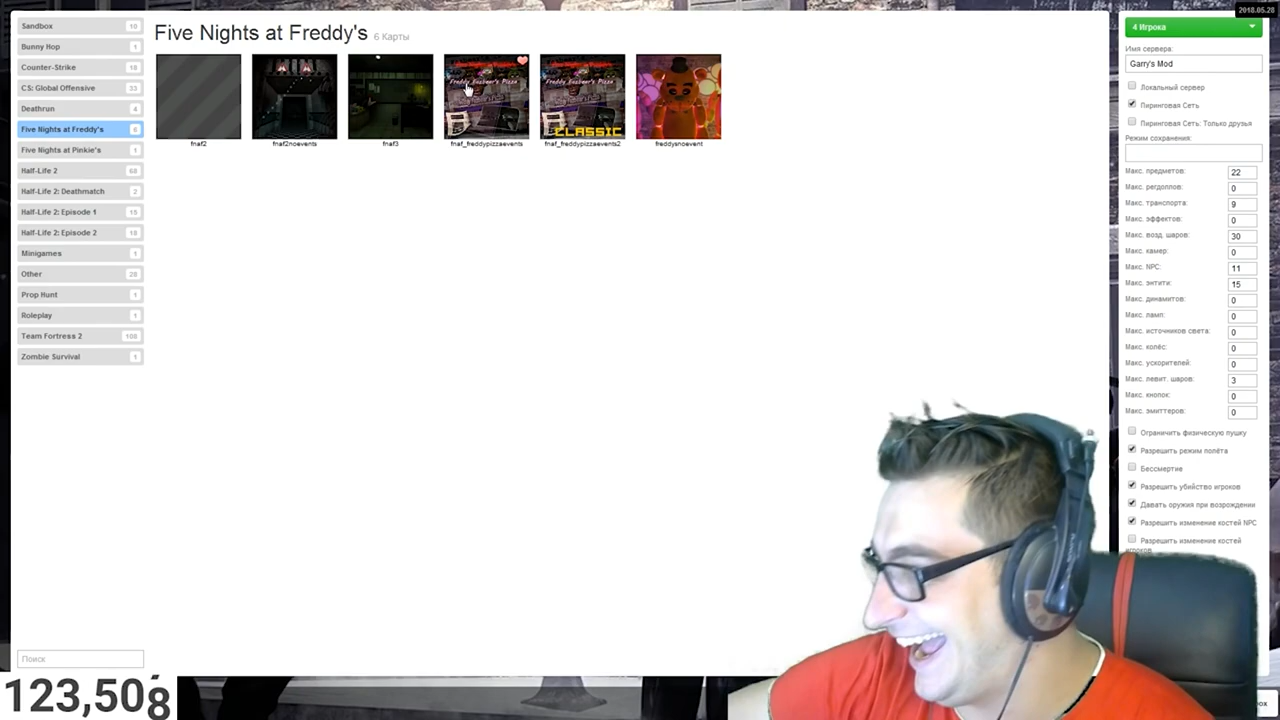 2018.05.28
Sandbox 10
Bunny Hop 1
Counter-Strike 18
CS: Global Offensive 33
Deathrun 4
Five Nights at Freddy's 6
Five Nights at Pinkie's 1
Half-Life 2 68
Half-Life 2: Deathmatch 2
Half-Life 2: Episode 1 15
Half-Life 2: Episode 2 18
Minigames 1
Other 28
Prop Hunt 1
Roleplay 1
Team Fortress 2 108
Zombie Survival 1
Поиск
123,508
Five Nights at Freddy's 6 Карты
Freddy Fazbear's Pizza
Freddy Fazbear's Pizza
CLASSIC
fnaf2
fnaf2noevents
fnaf3
fnaf_freddypizzaevents
fnaf_freddypizzaevents2
freddysnoevent
4 Игрока
Имя сервера:
Garry's Mod
Локальный сервер
Пиринговая Сеть
Пиринговая Сеть: Только друзья
Режим сохранения:
Макс. предметов: 22
Макс. регдоллов: 0
Макс. транспорта: 9
Макс. эффектов: 0
Макс. возд. шаров: 30
Макс. камер: 0
Макс. NPC: 11
Макс. энтити: 15
Макс. динамитов: 0
Макс. ламп: 0
Макс. источников света: 0
Макс. колёс: 0
Макс. ускорителей: 0
Макс. левит. шаров: 3
Макс. кнопок: 0
Макс. эмиттеров: 0
Ограничить физическую пушку
Разрешить режим полёта
Бессмертие
Разрешить убийство игроков
Давать оружия при возрождении
Разрешить изменение костей NPC
Разрешить изменение костей
игроков